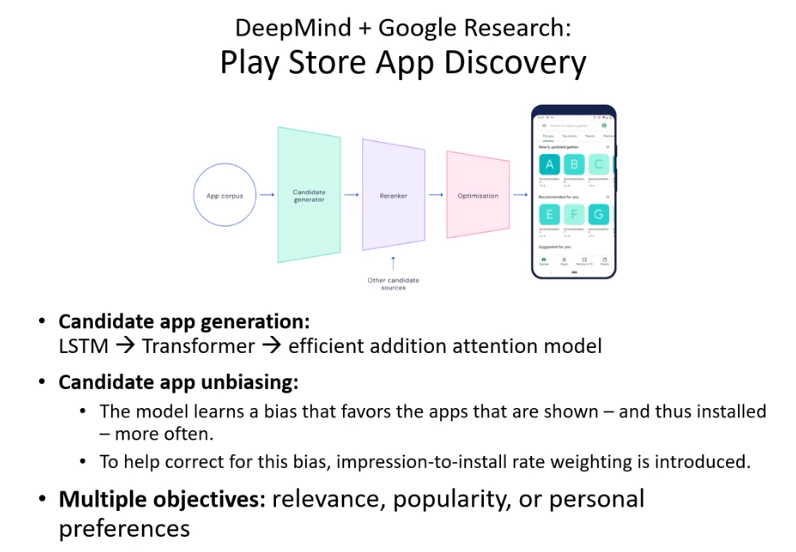 DeepMind + Google Research:
Play Store App Discovery
App corpus
Candidate
generator
Reranker
Optimisation
Other candidate
sources
For you
New & updated games
A B C
Recommended for you
E F G
Suggested for you
• Candidate app generation:
LSTM → Transformer → efficient addition attention model
• Candidate app unbiasing:
• The model learns a bias that favors the apps that are shown – and thus installed
– more often.
• To help correct for this bias, impression-to-install rate weighting is introduced.
• Multiple objectives: relevance, popularity, or personal
preferences